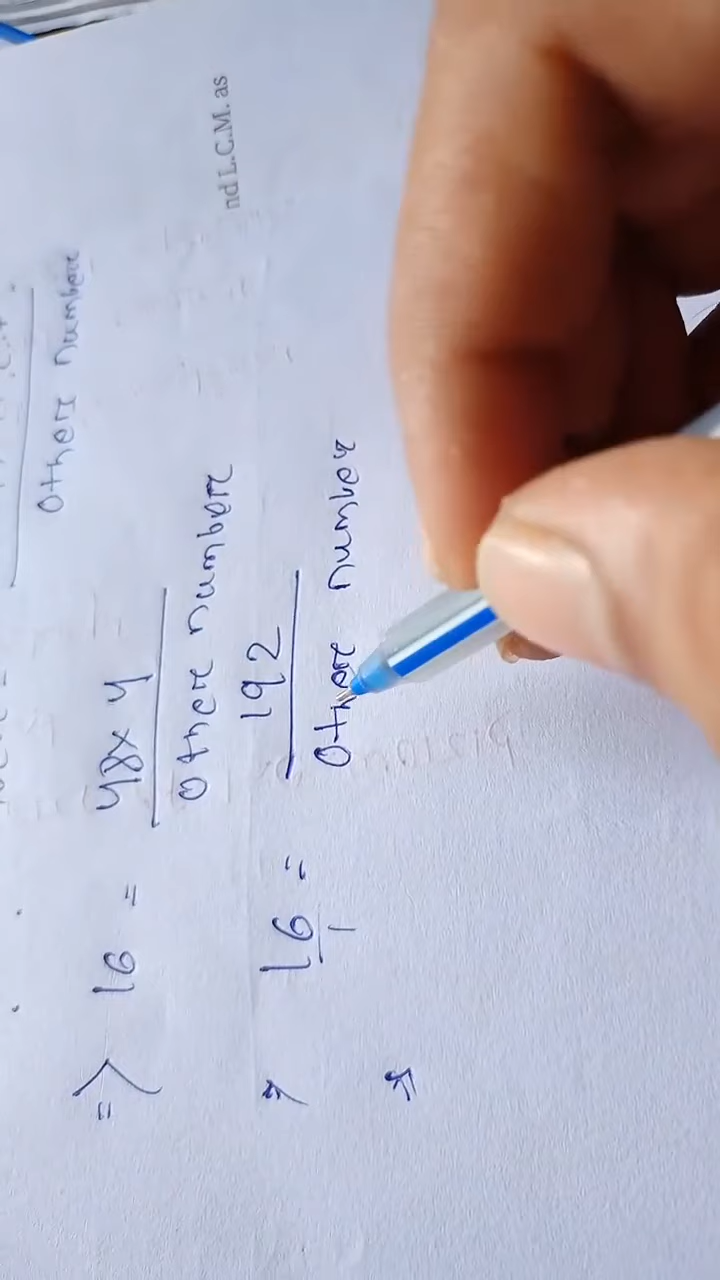 Other number
nd L.C.M. as
=> 16 = 48x4
Other number
16 = 192
1 Other number